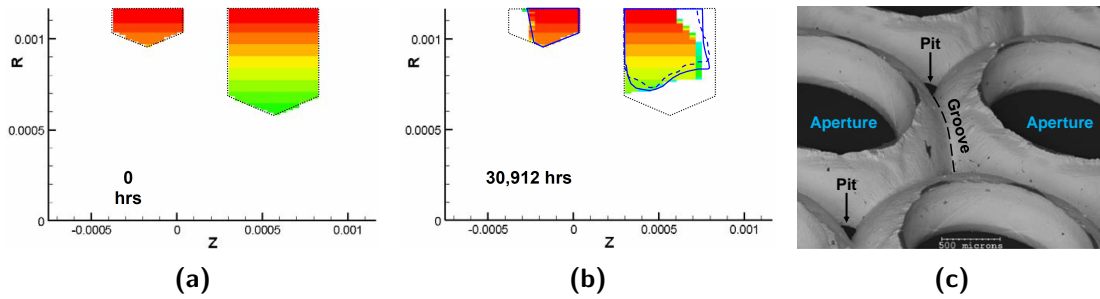 R
0.001
0.0005
0
0
hrs
-0.0005
0
0.0005
0.001
Z
(a)
R
0.001
0.0005
0
30,912 hrs
-0.0005
0
0.0005
0.001
Z
(b)
Pit
Groove
Aperture
Aperture
Pit
500 microns
(c)